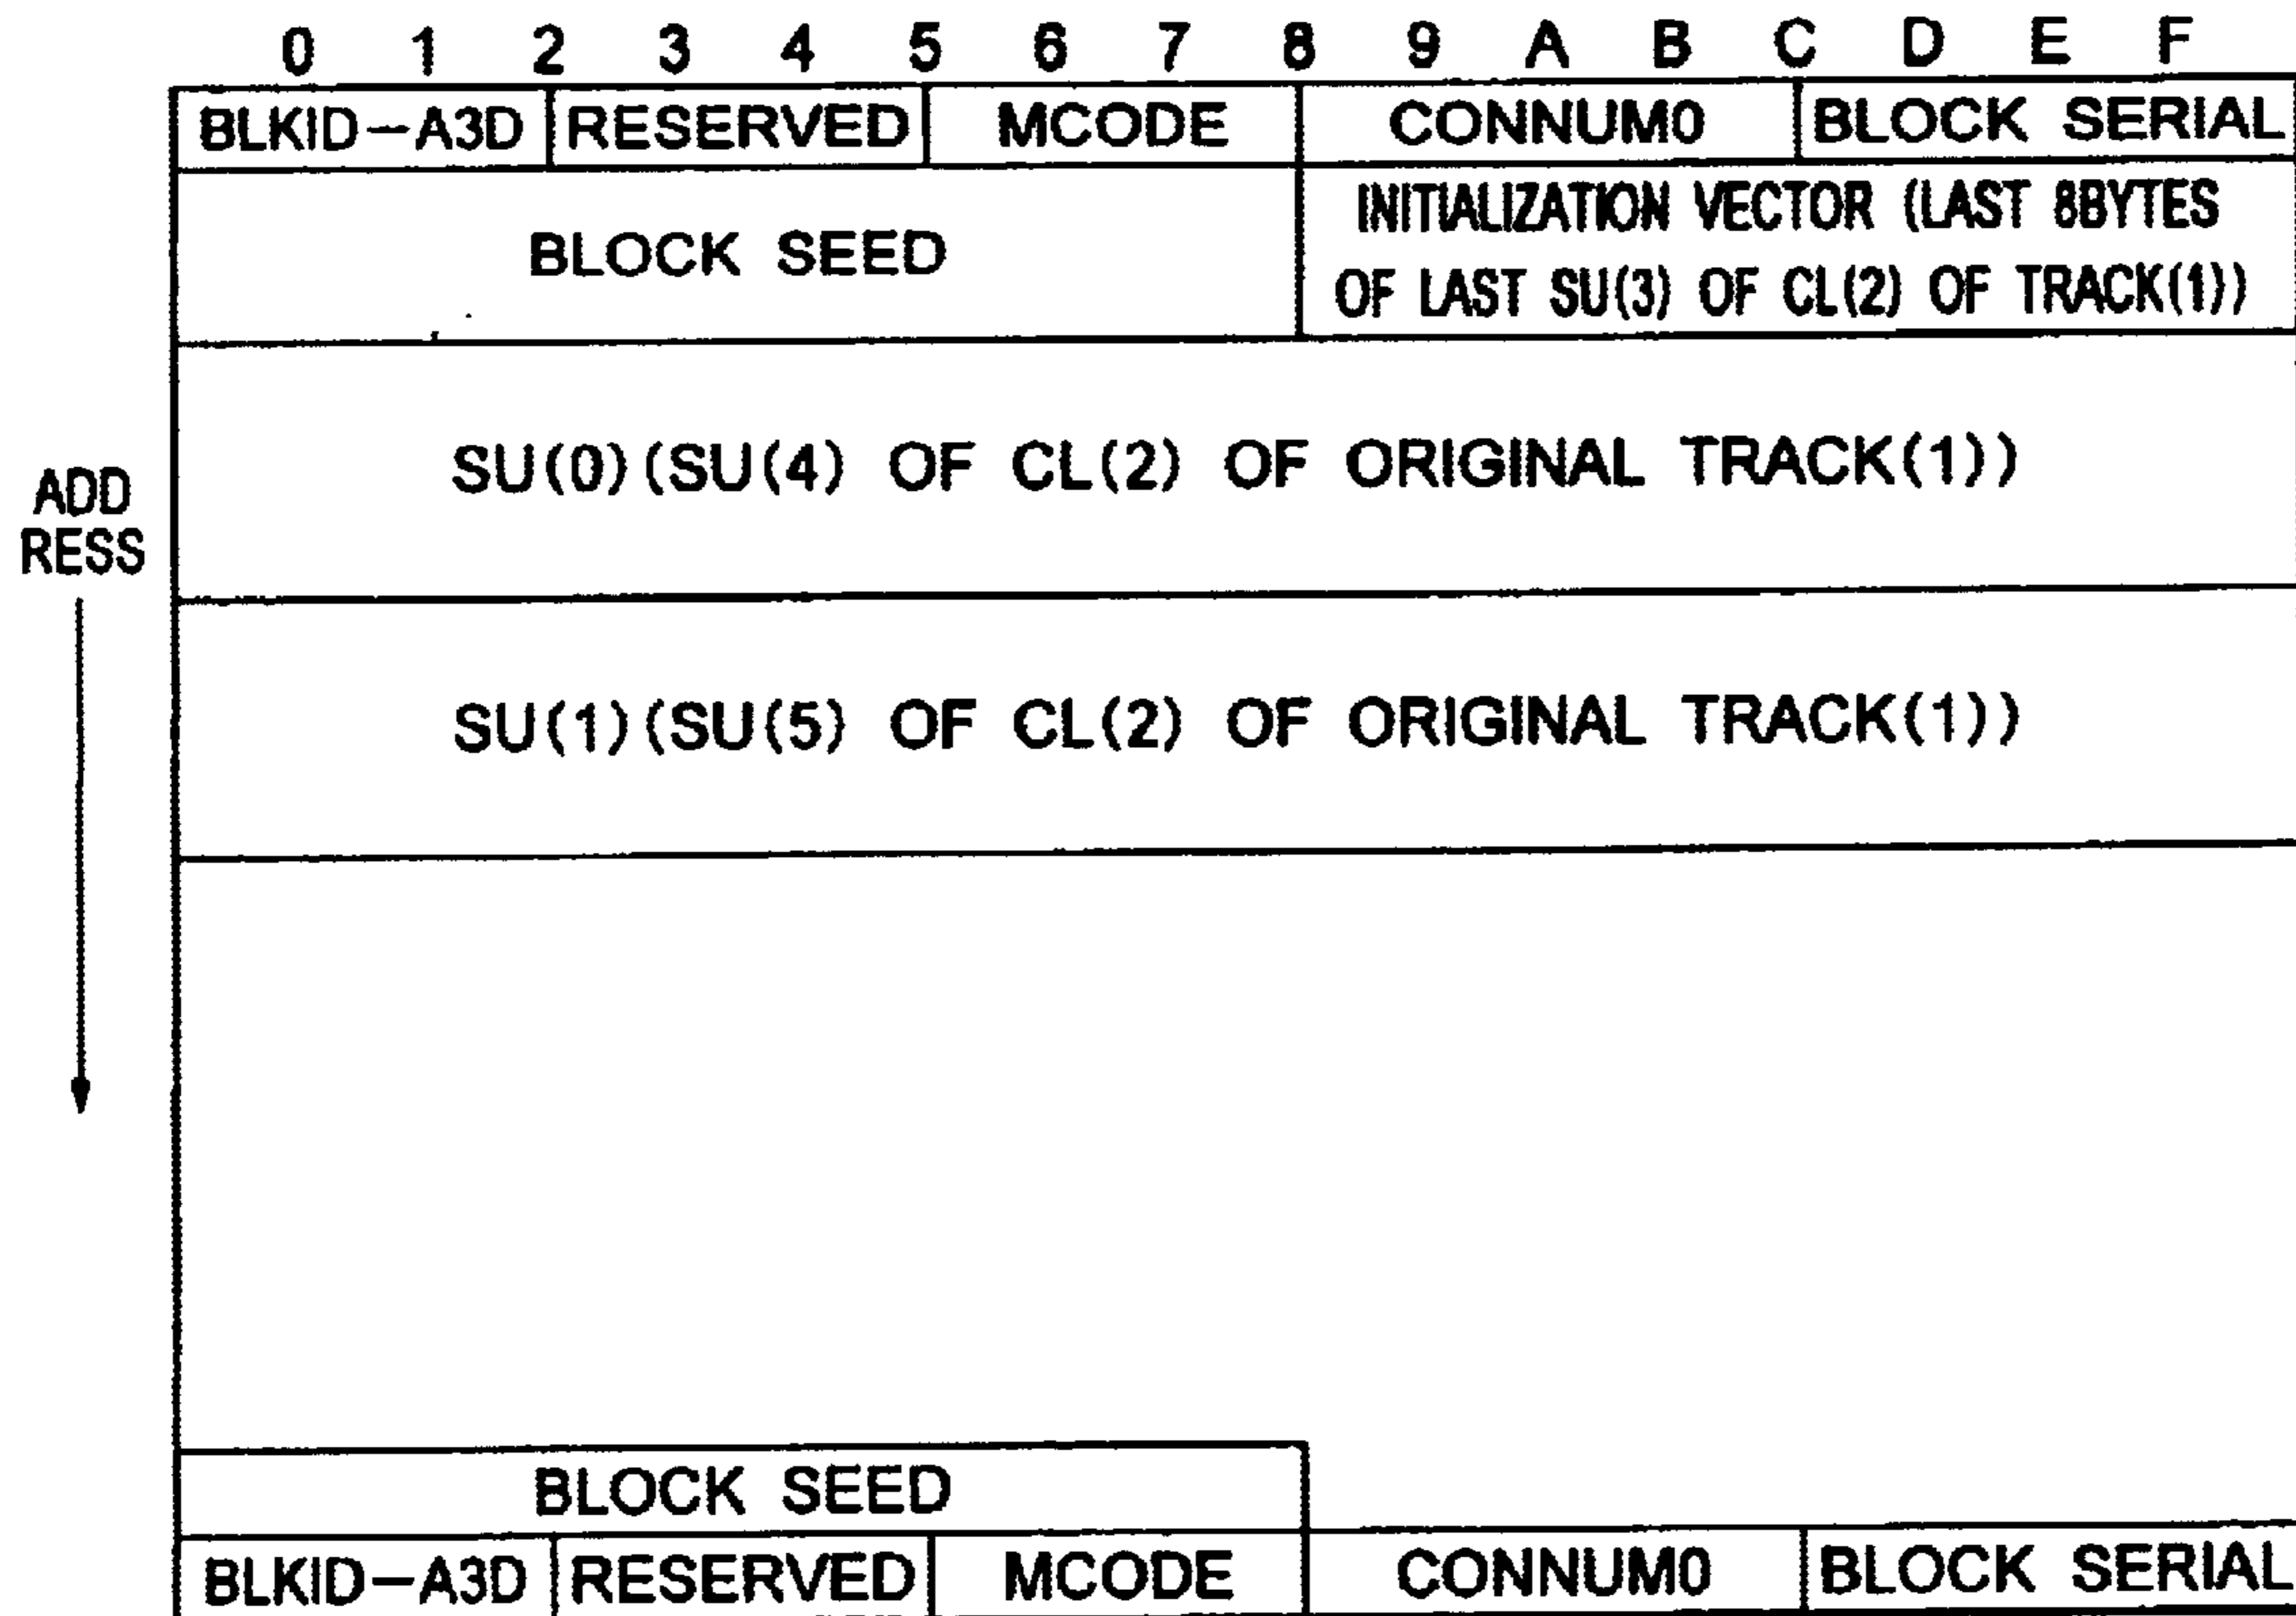 0 1 2 3 4 5 6 7 8 9 A B C D E F
BLKID-A3D RESERVED MCODE CONNUM0 BLOCK SERIAL
BLOCK SEED
INITIALIZATION VECTOR (LAST 8BYTES
OF LAST SU(3) OF CL(2) OF TRACK(1))
SU(0)(SU(4) OF CL(2) OF ORIGINAL TRACK(1))
ADD
RESS
SU(1)(SU(5) OF CL(2) OF ORIGINAL TRACK(1))
BLOCK SEED
BLKID-A3D RESERVED MCODE CONNUM0 BLOCK SERIAL